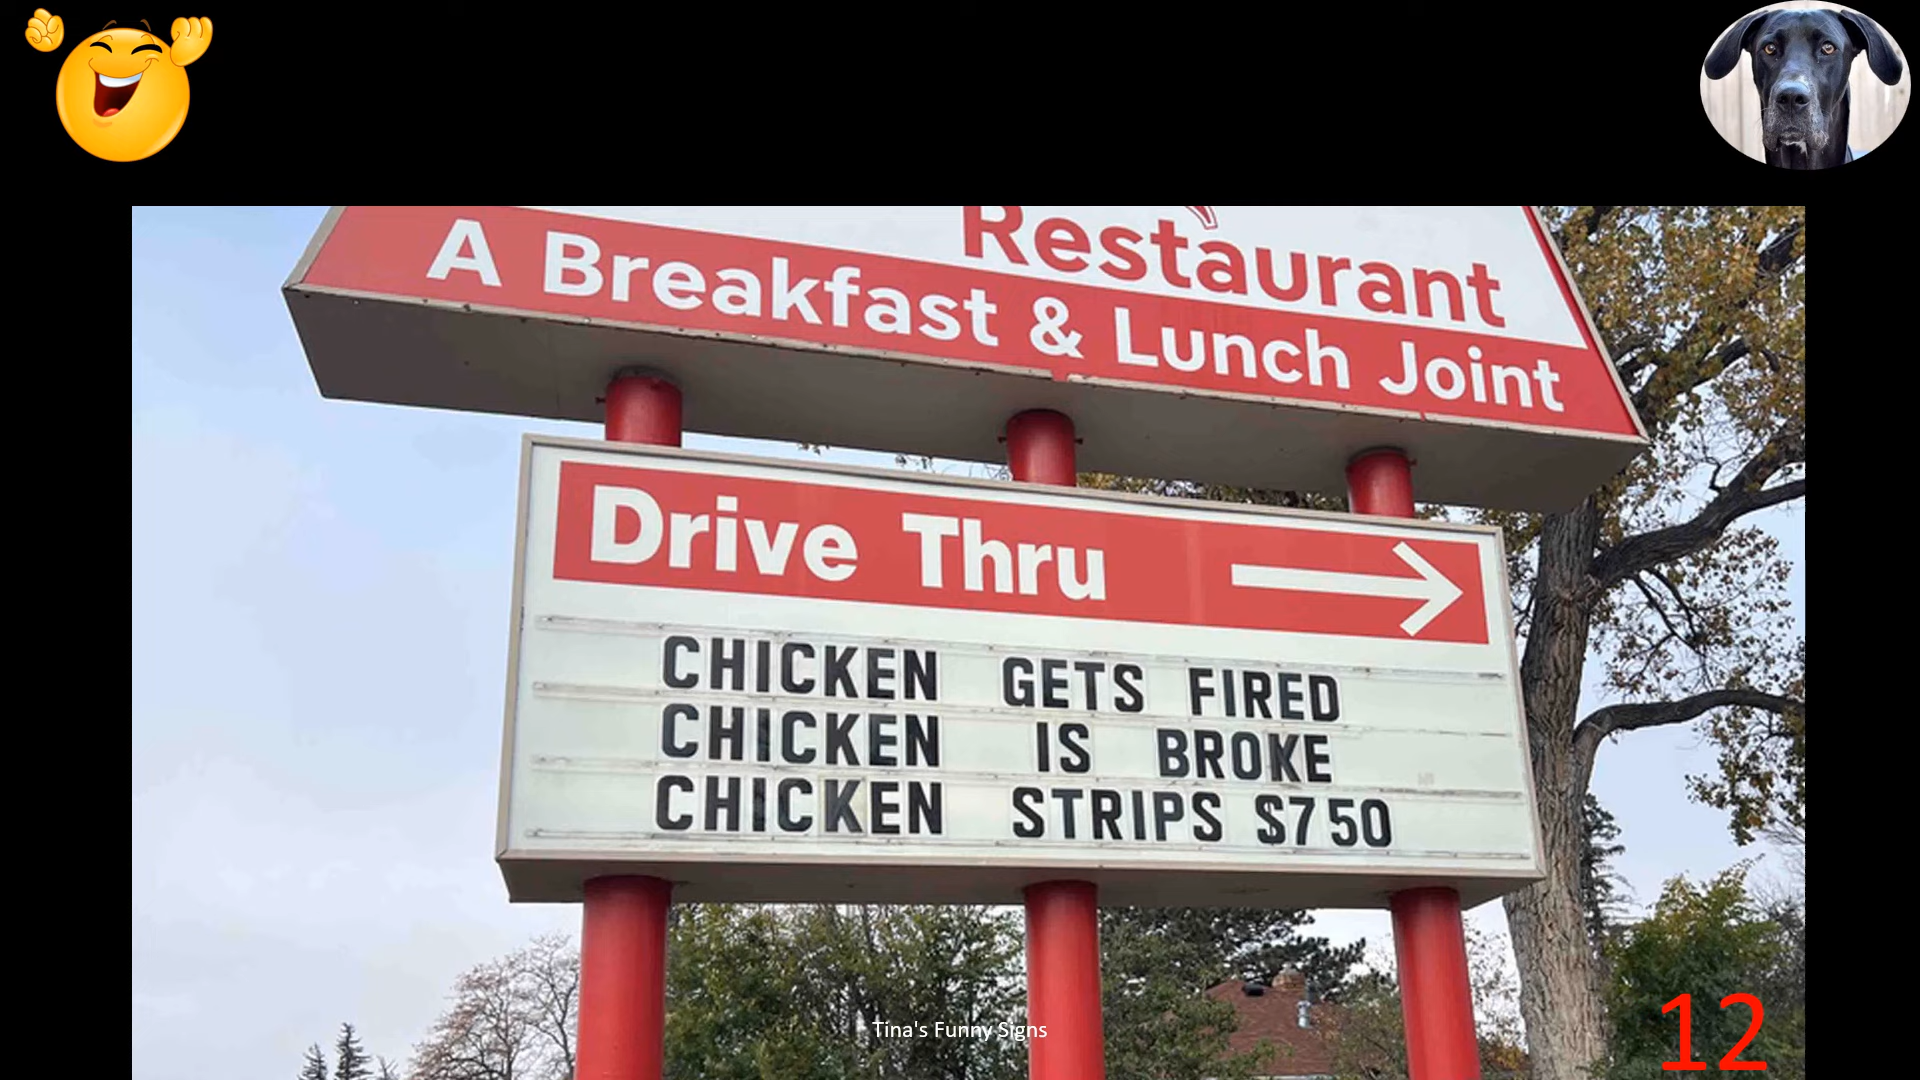 Restaurant
A Breakfast & Lunch Joint
Drive Thru
CHICKEN GETS FIRED
CHICKEN IS BROKE
CHICKEN STRIPS $750
Tina's Funny Signs
12